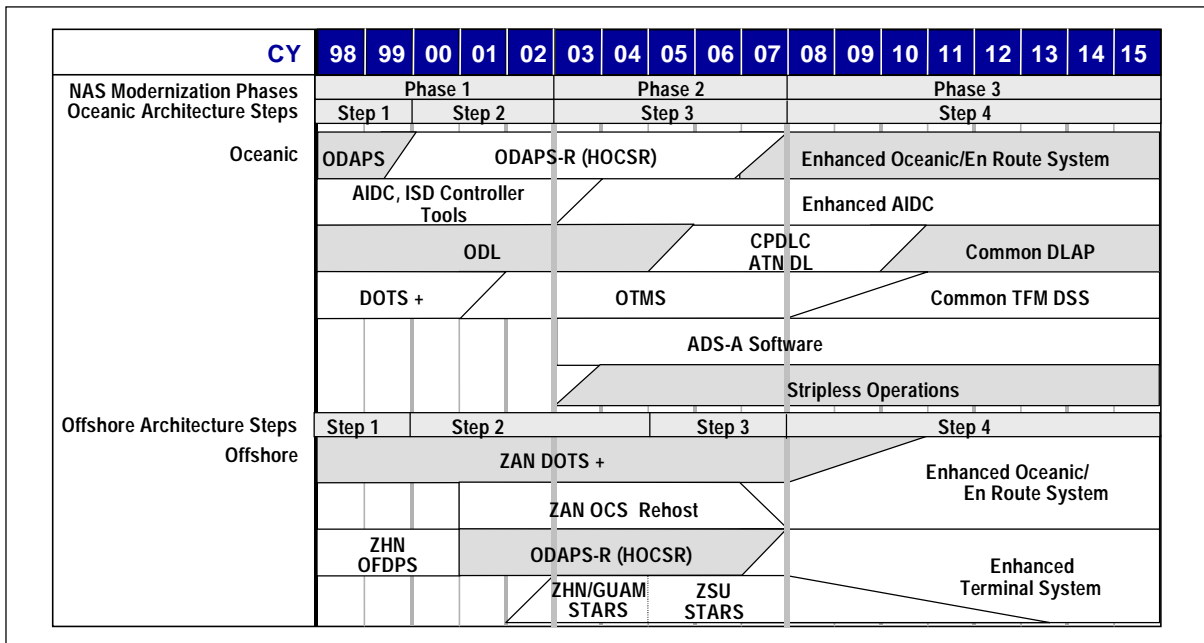 CY 98 99 00 01 02 03 04 05 06 07 08 09 10 11 12 13 14 15
NAS Modernization Phases Phase 1 Phase 2 Phase 3
Oceanic Architecture Steps Step 1 Step 2 Step 3 Step 4
Oceanic ODAPS ODAPS-R (HOCSR) Enhanced Oceanic/En Route System
AIDC, ISD Controller
Tools
Enhanced AIDC
ODL
CPDLC
ATN DL
Common DLAP
DOTS + OTMS Common TFM DSS
ADS-A Software
Stripless Operations
Offshore Architecture Steps Step 1 Step 2 Step 3 Step 4
Offshore ZAN DOTS +
Enhanced Oceanic/
En Route System
ZAN OCS Rehost
ZHN
OFDPS
ODAPS-R (HOCSR)
Enhanced
Terminal System
ZHN/GUAM
STARS
ZSU
STARS